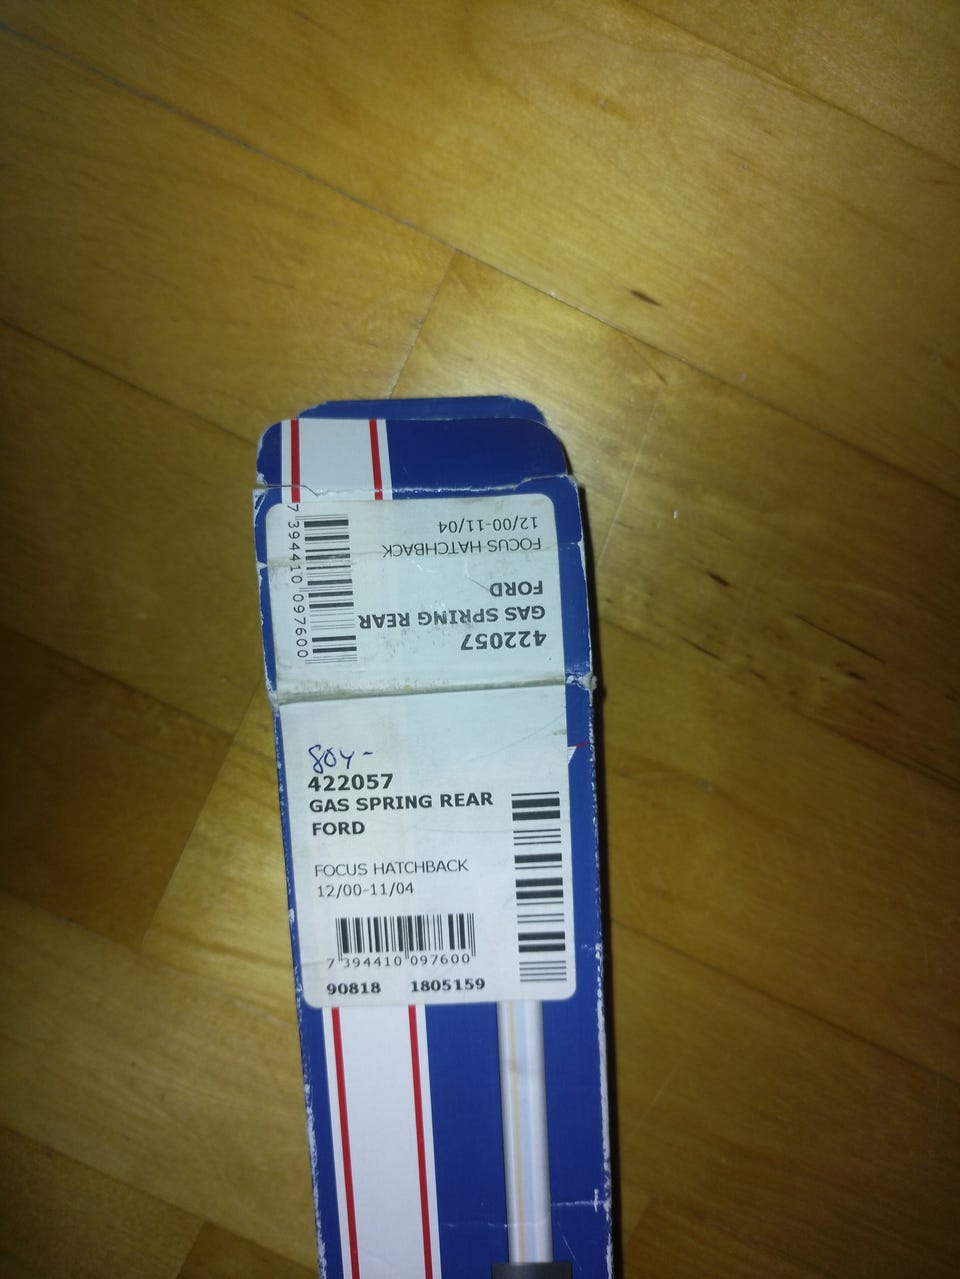 12/00-11/04
FOCUS HATCHBACK
FORD
GAS SPRING REAR
422057
7 394410 097600
804-
422057
GAS SPRING REAR
FORD
FOCUS HATCHBACK
12/00-11/04
7 394410 097600
90818 1805159